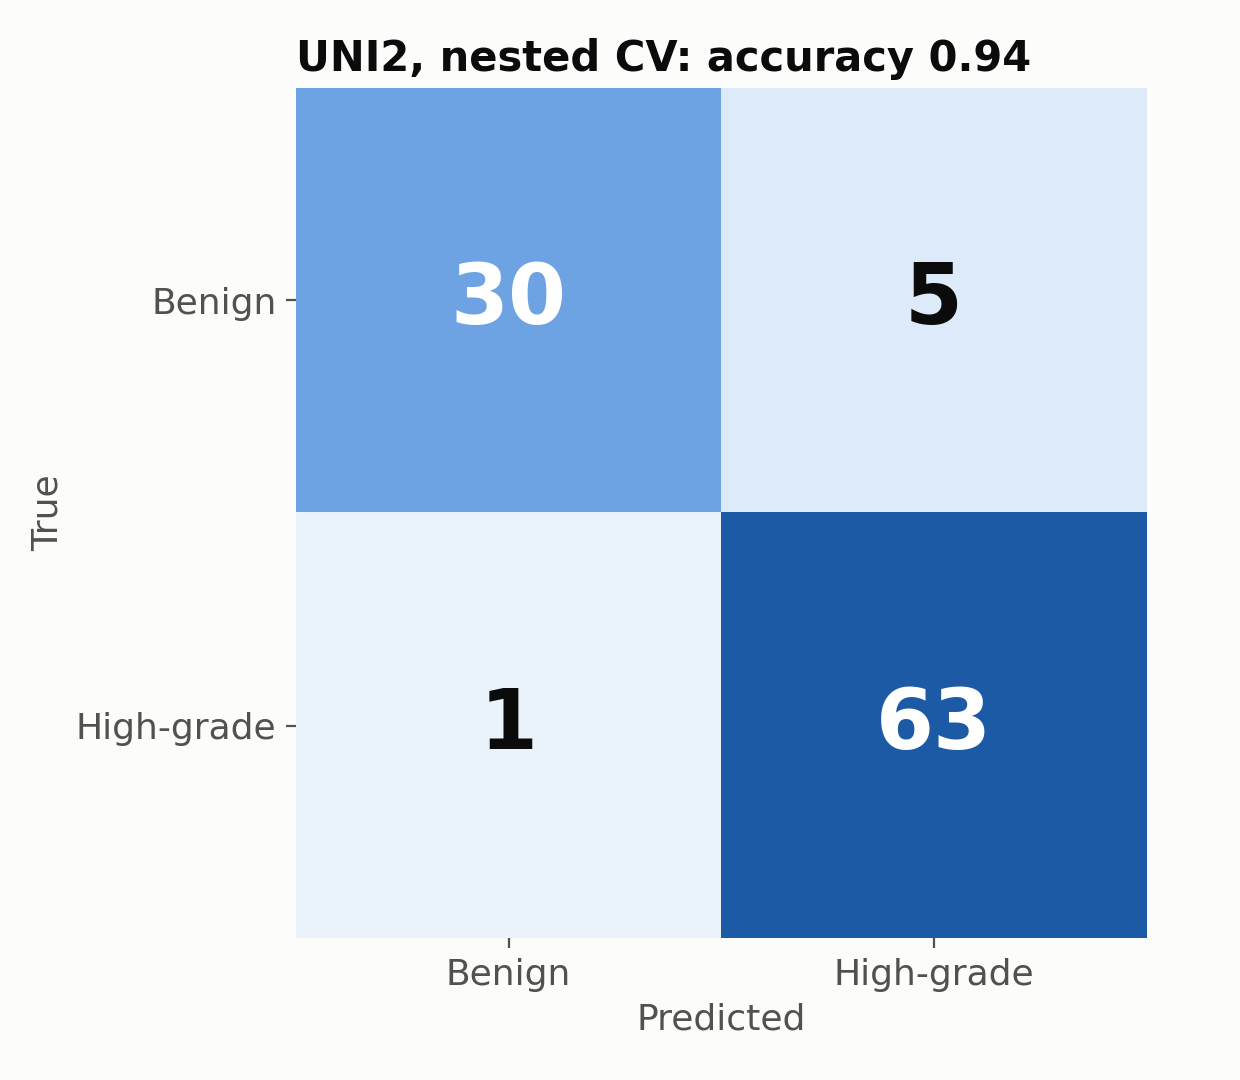 UNI2, nested CV: accuracy 0.94
Benign
30
5
True
High-grade
1
63
Benign
High-grade
Predicted